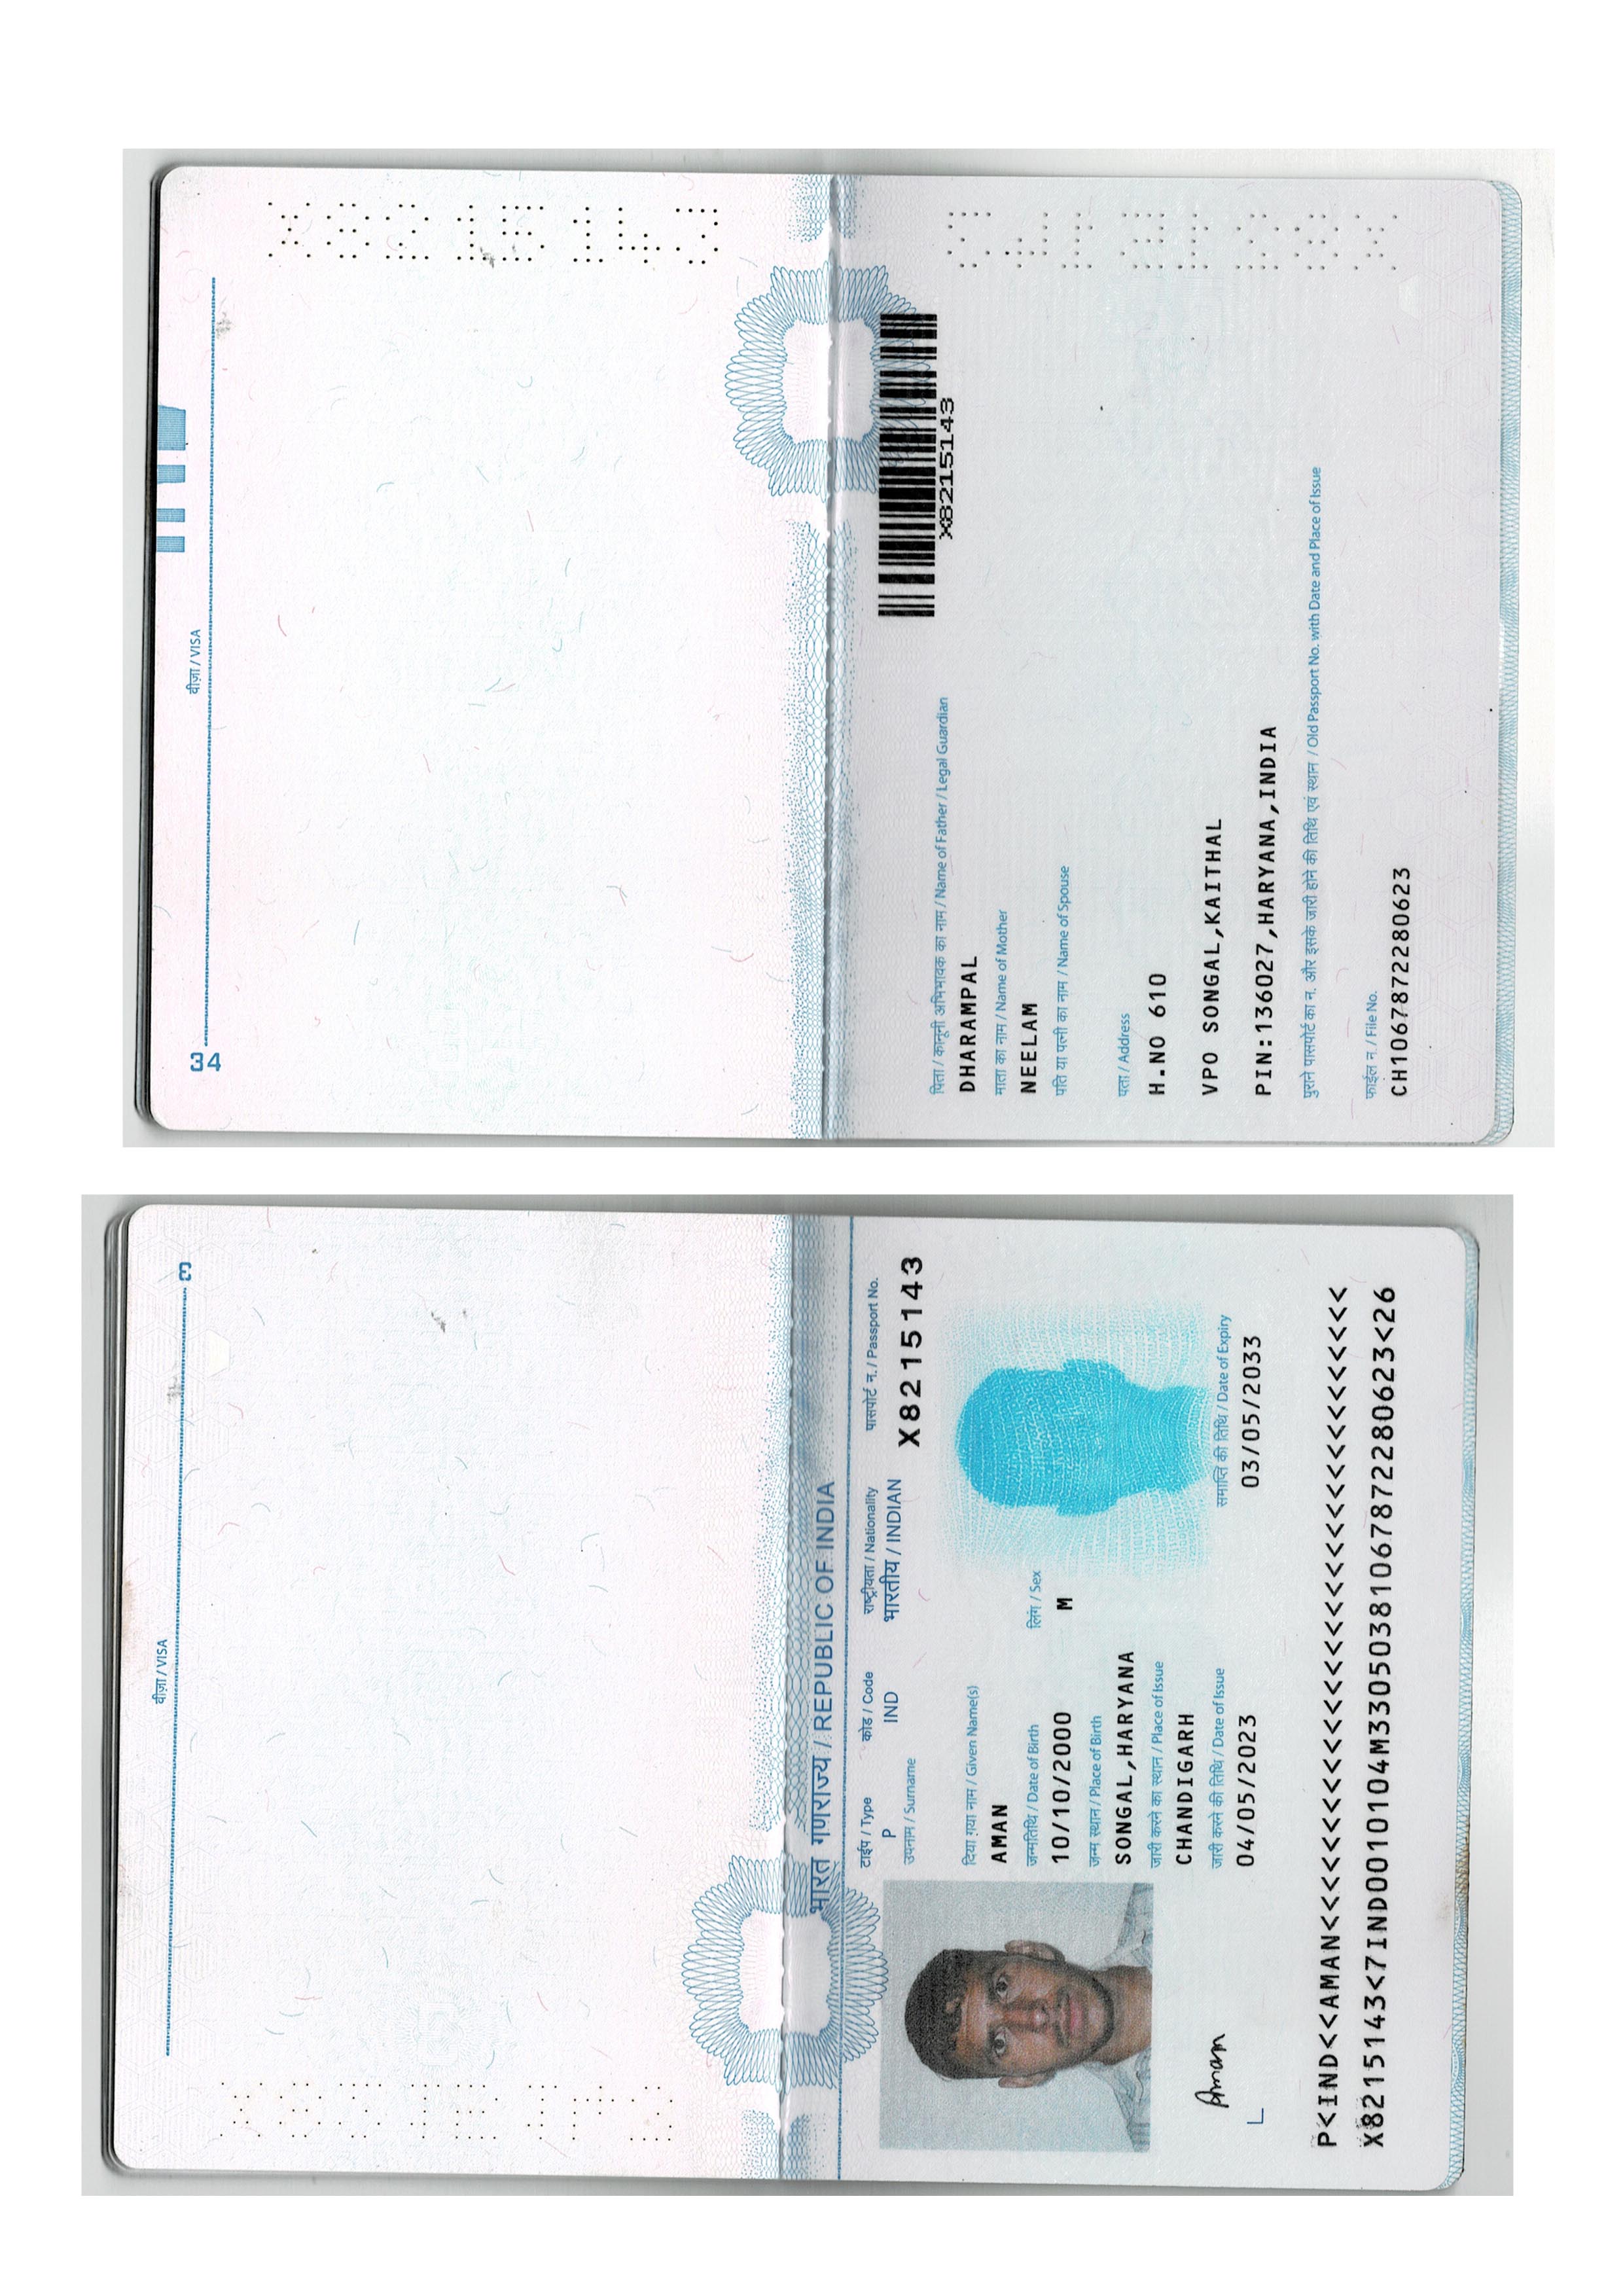 वीज़ा / VISA
3
भारत गणराज्य / REPUBLIC OF INDIA
टाईप / Type
कोड / Code
राष्ट्रीयता / Nationality
पासपोर्ट न. / Passport No.
P
IND
भारतीय / INDIAN
X8215143
उपनाम / Surname
दिया गया नाम / Given Name(s)
AMAN
जन्मतिथि / Date of Birth
लिंग / Sex
10/10/2000
M
जन्म स्थान / Place of Birth
SONGAL,HARYANA
जारी करने का स्थान / Place of Issue
CHANDIGARH
Aman
जारी करने की तिथि / Date of Issue
समाप्ति की तिथि / Date of Expiry
04/05/2023
03/05/2033
P<IND<<AMAN<<<<<<<<<<<<<<<<<<<<<<<<<<<<<<<<<
X8215143<7IND0010104M33050381067872280623<26
34
वीज़ा / VISA
X8215143
पिता / कानूनी अभिभावक का नाम / Name of Father / Legal Guardian
DHARAMPAL
माता का नाम / Name of Mother
NEELAM
पति या पत्नी का नाम / Name of Spouse
पता / Address
H.NO 610
VPO SONGAL,KAITHAL
PIN:136027,HARYANA,INDIA
पुराने पासपोर्ट का न. और इसके जारी होने की तिथि एवं स्थान / Old Passport No. with Date and Place of Issue
फाईल न. / File No.
CH1067872280623